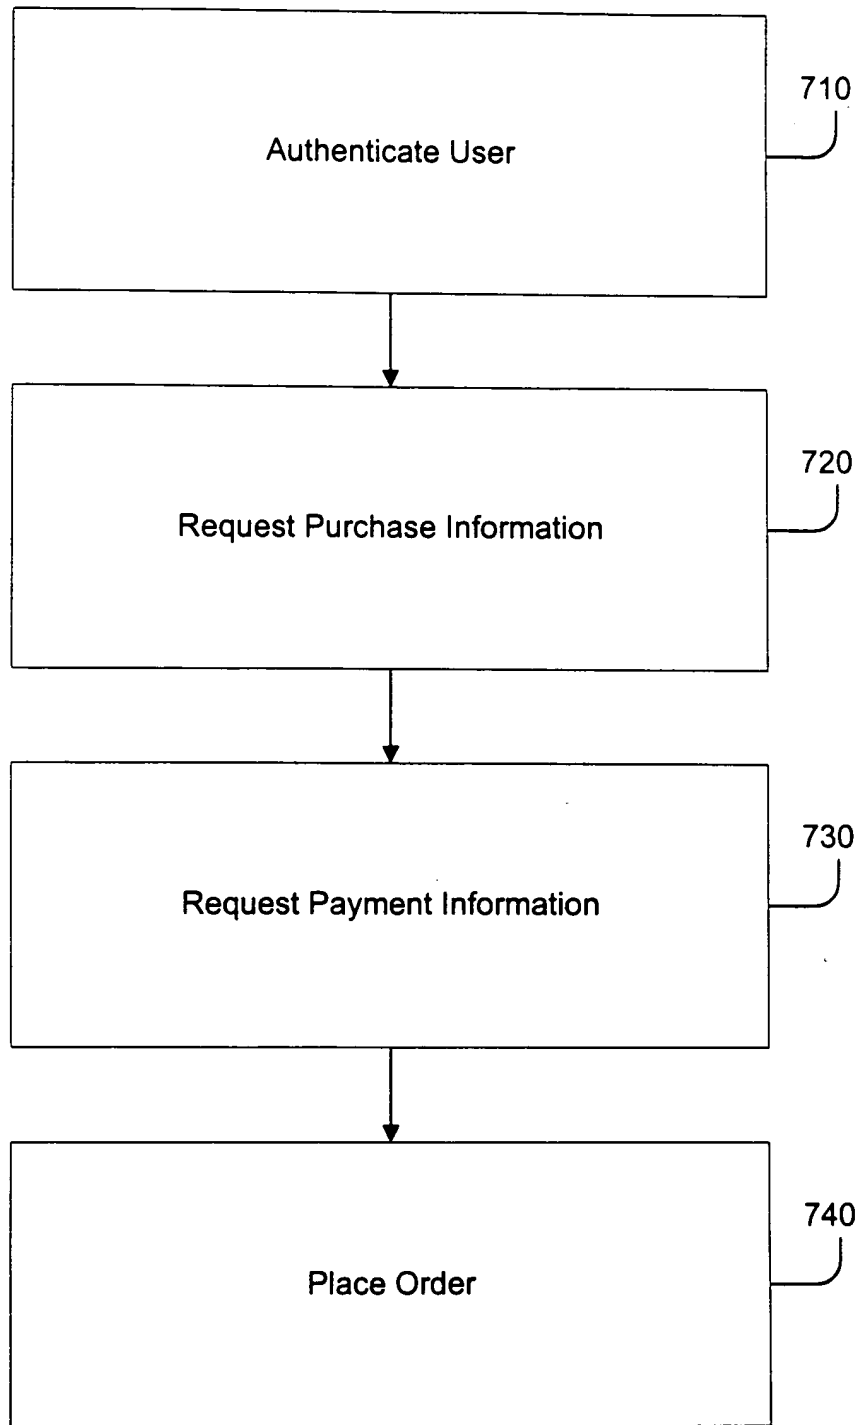 710
Authenticate User
720
Request Purchase Information
730
Request Payment Information
740
Place Order